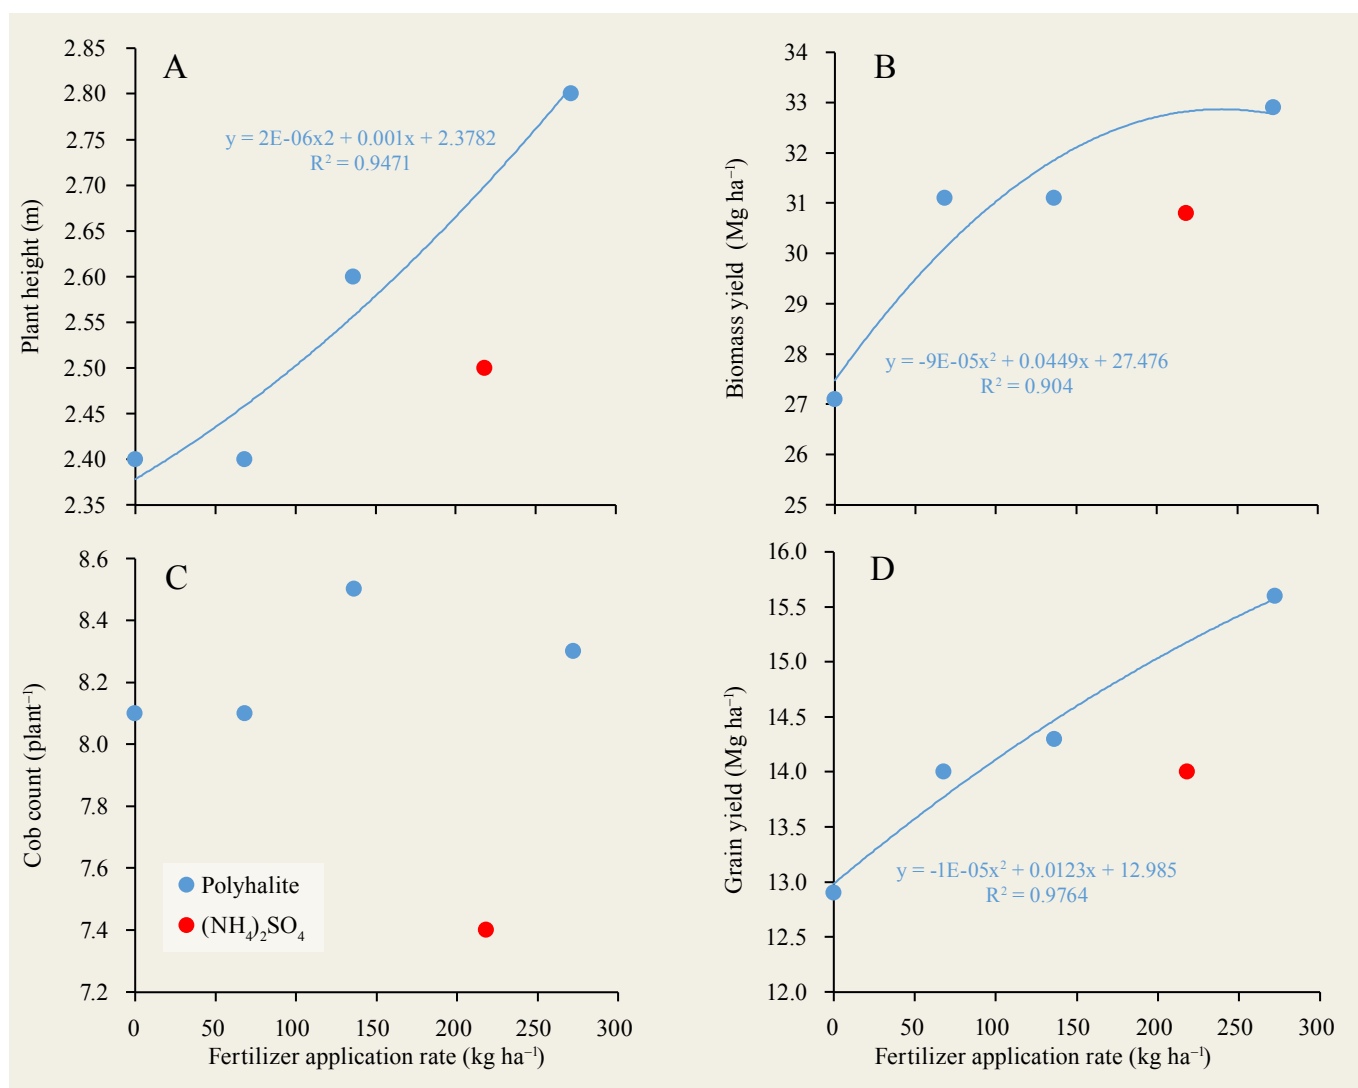 A
2.85
2.80
2.75
2.70
2.65
2.60
2.55
2.50
2.45
2.40
2.35
Plant height (m)
y = 2E-06x2 + 0.001x + 2.3782
R² = 0.9471
B
34
33
32
31
30
29
28
27
26
25
Biomass yield (Mg ha⁻¹)
y = -9E-05x² + 0.0449x + 27.476
R² = 0.904
C
8.6
8.4
8.2
8.0
7.8
7.6
7.4
7.2
Cob count (plant⁻¹)
Polyhalite
(NH₄)₂SO₄
0 50 100 150 200 250 300
Fertilizer application rate (kg ha⁻¹)
D
16.0
15.5
15.0
14.5
14.0
13.5
13.0
12.5
12.0
Grain yield (Mg ha⁻¹)
y = -1E-05x² + 0.0123x + 12.985
R² = 0.9764
0 50 100 150 200 250 300
Fertilizer application rate (kg ha⁻¹)